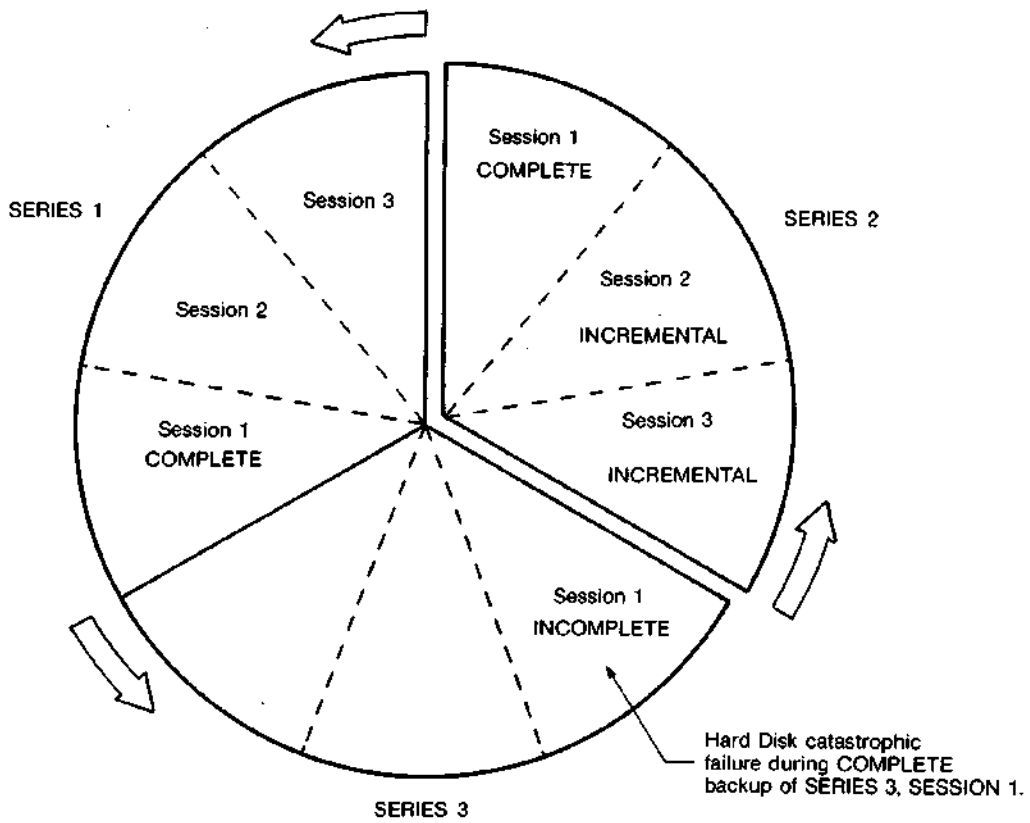 SERIES 1
Session 3
Session 2
Session 1
COMPLETE
Session 1
COMPLETE
SERIES 2
Session 2
INCREMENTAL
Session 3
INCREMENTAL
Session 1
INCOMPLETE
Hard Disk catastrophic
failure during COMPLETE
backup of SERIES 3, SESSION 1.
SERIES 3